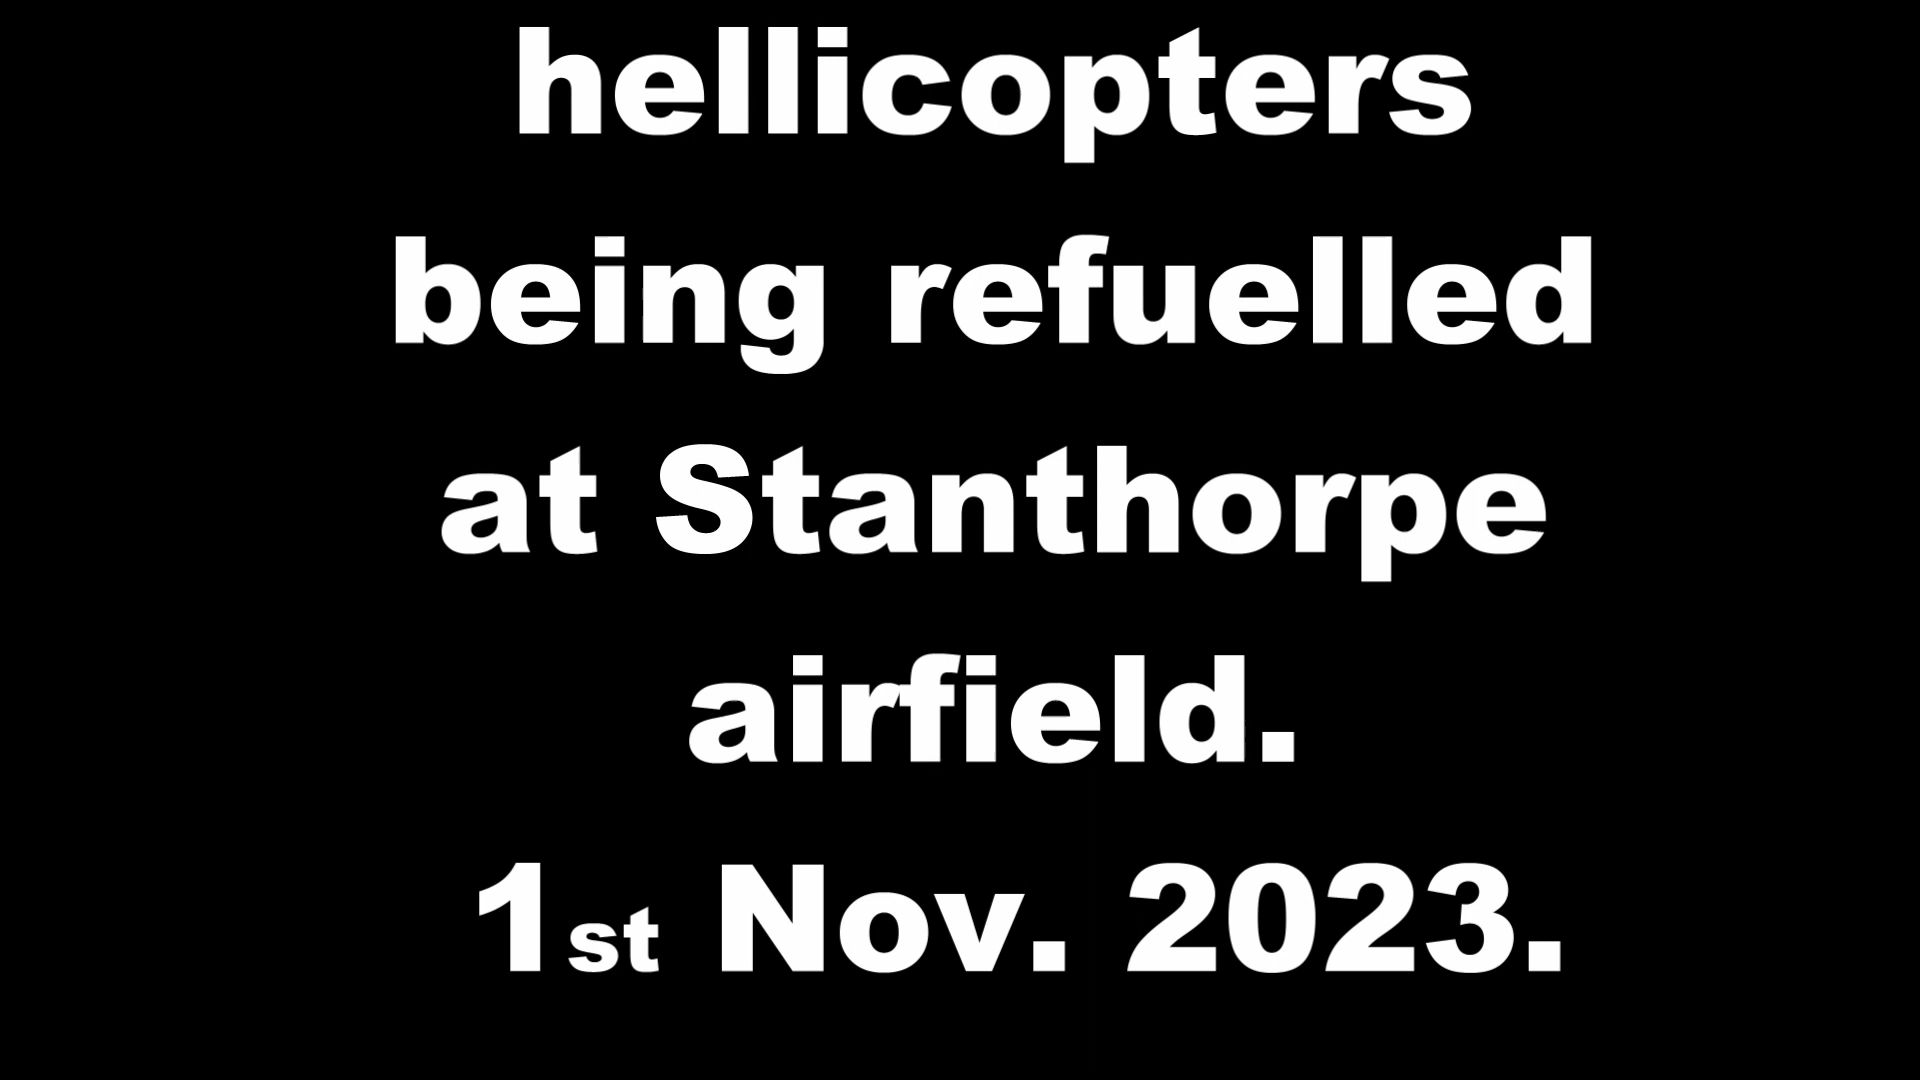 hellicopters
being refuelled
at Stanthorpe
airfield.
1st Nov. 2023.